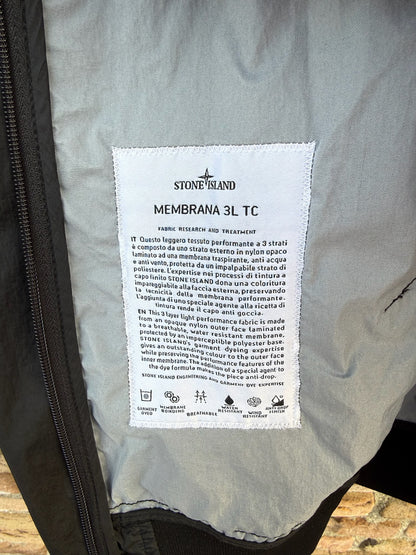 STONE ISLAND
MEMBRANA 3L TC
FABRIC RESEARCH AND TREATMENT
IT Questo leggero tessuto performante a 3 strati
è composto da uno strato esterno in nylon opaco
laminato ad una membrana traspirante, anti acqua
e anti vento, protetta da un impalpabile strato di
poliestere. L'expertise nei processi di tintura a
capo finito STONE ISLAND dona una coloritura
impareggiabile alla faccia esterna, preservando
la tecnicità della membrana performante.
L'aggiunta di uno speciale agente alla ricetta di
tintura rende il capo anti goccia.
EN This 3 layer light performance fabric is made
from an opaque nylon outer face laminated
to a breathable, water resistant membrane,
protected by an imperceptible polyester base.
STONE ISLAND's garment dyeing expertise
gives an outstanding colour to the outer face
while preserving the performance features of the
inner membrane. The addition of a special agent to
the dye formula makes the piece anti-drop.
STONE ISLAND ENGINEERING AND GARMENT DYE EXPERTISE
GARMENT DYED
MEMBRANE BONDING
BREATHABLE
WATER RESISTANT
WIND RESISTANT
ANTI-DROP FINISH